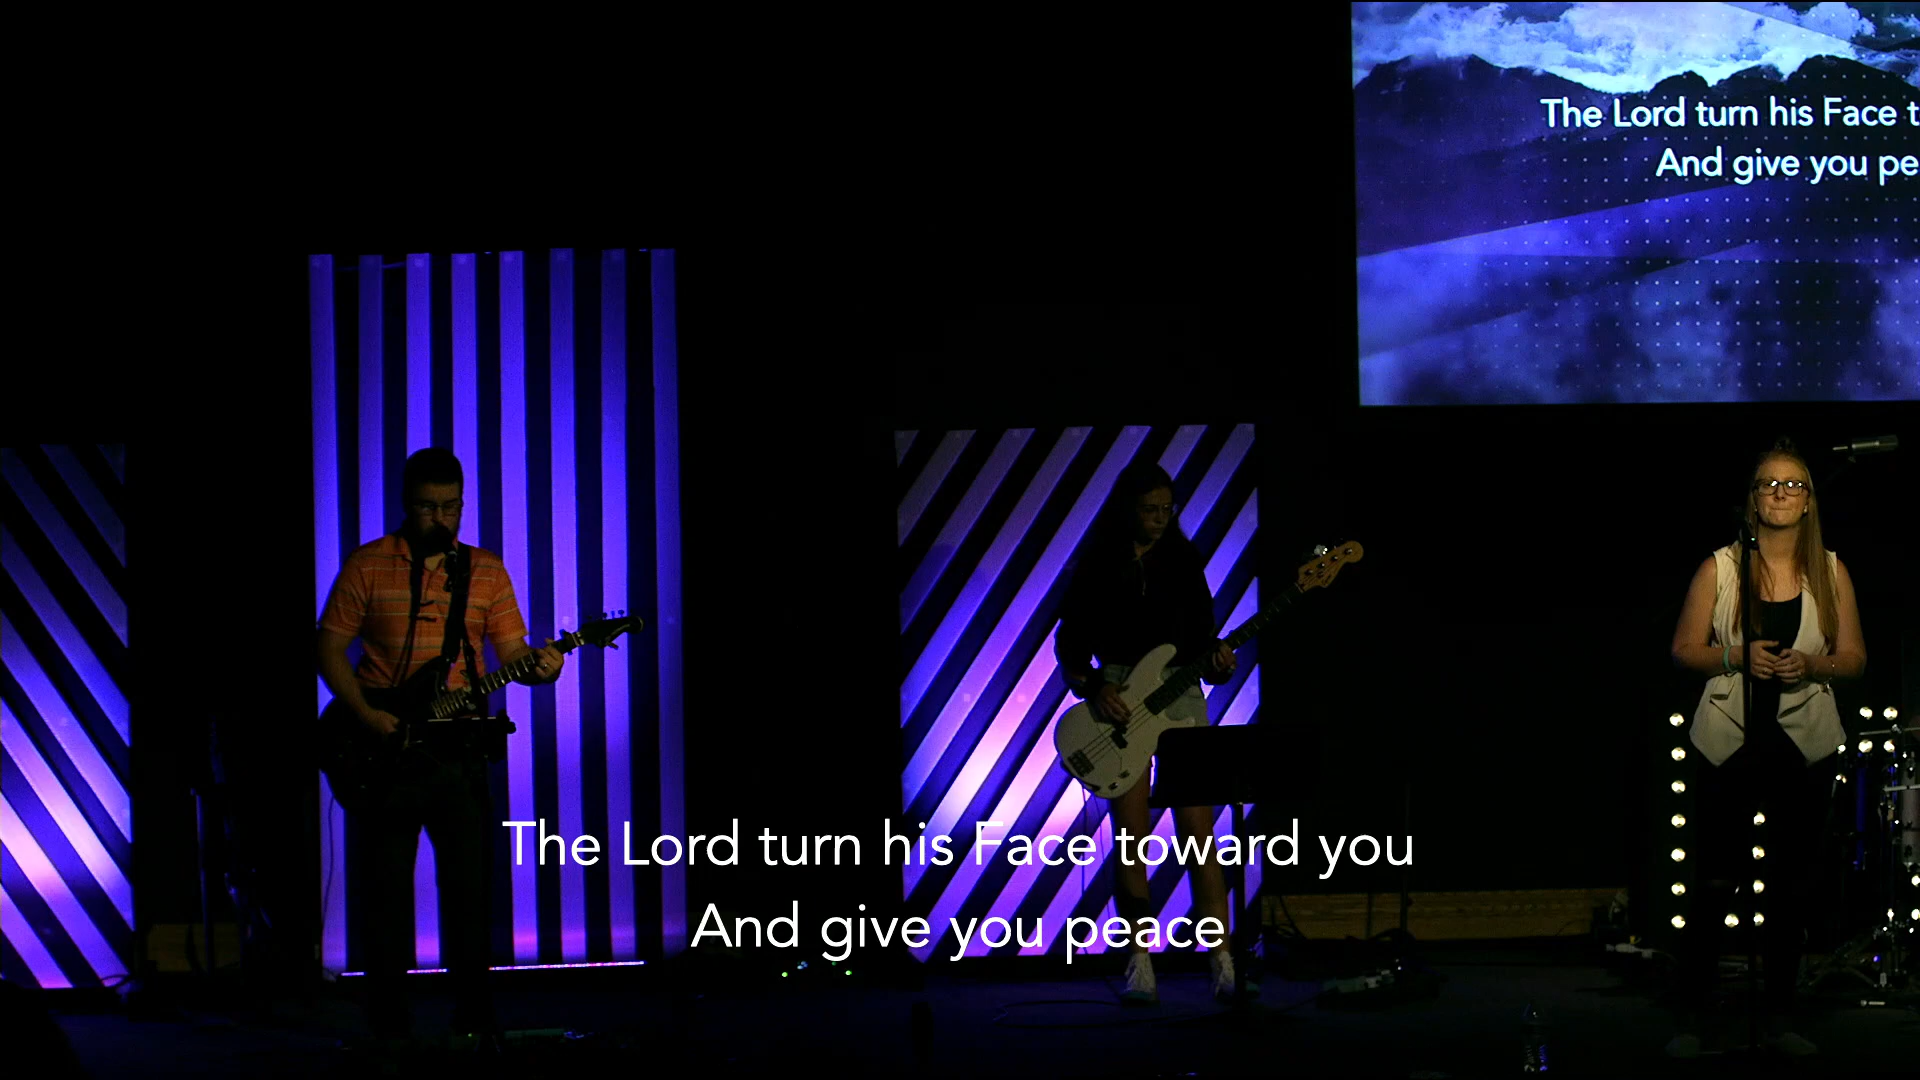 The Lord turn his Face t
And give you pe
The Lord turn his Face toward you
And give you peace